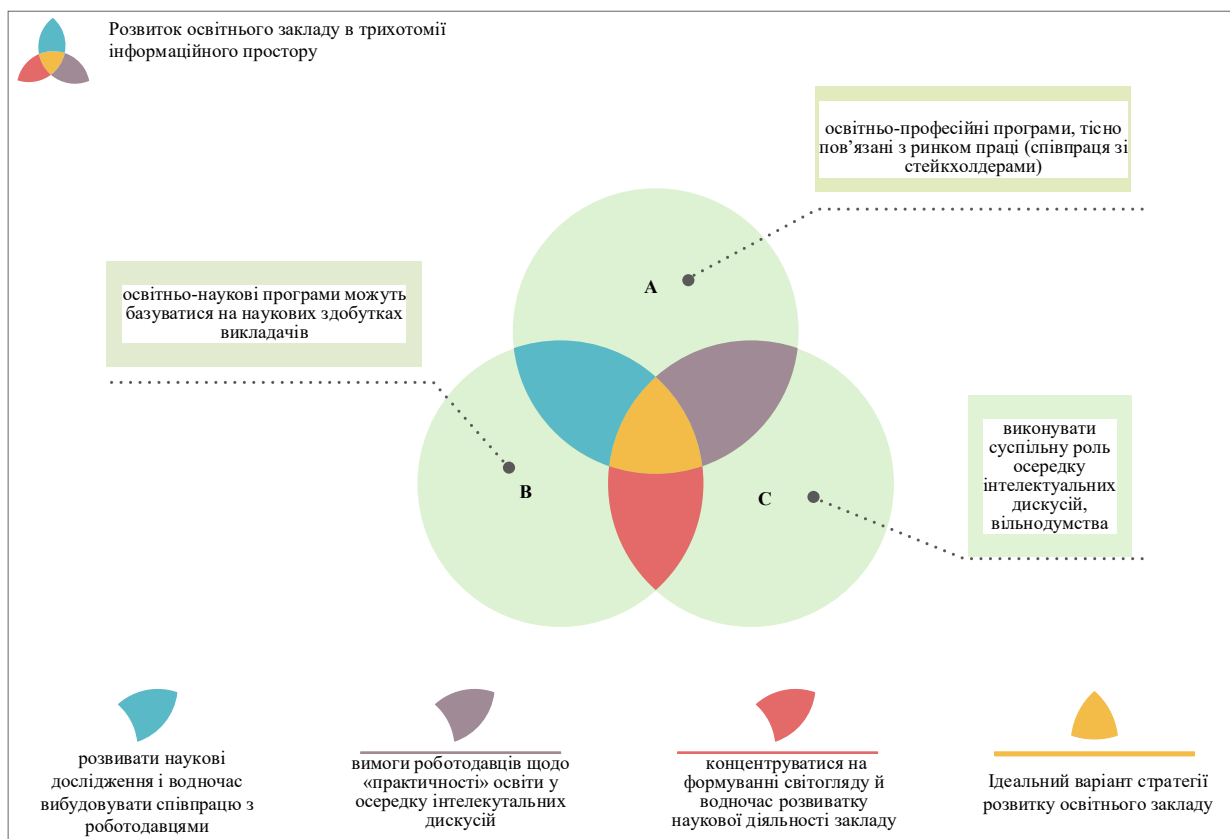 Розвиток освітнього закладу в трихотомії
інформаційного простору
освітньо-професійні програми, тісно
пов’язані з ринком праці (співпраця зі
стейкхолдерами)
A
освітньо-наукові програми можуть
базуватися на наукових здобутках
викладачів
B
C
виконувати
суспільну роль
осередку
інтелектуальних
дискусій,
вільнодумства
розвивати наукові
дослідження і водночас
вибудовувати співпрацю з
роботодавцями
вимоги роботодавців щодо
«практичності» освіти у
осередку інтелекутальних
дискусій
концентруватися на
формуванні світогляду й
водночас розвиватку
наукової діяльності закладу
Ідеальний варіант стратегії
розвитку освітнього закладу